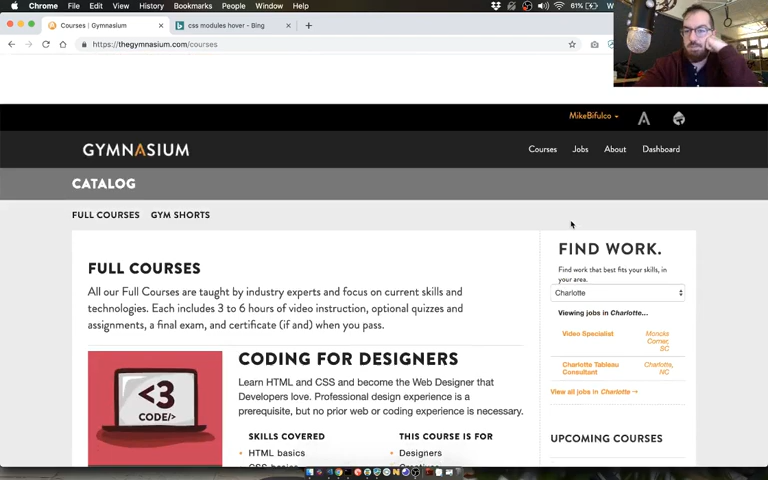 Chrome File Edit View History Bookmarks People Window Help
61%
Courses | Gymnasium
css modules hover - Bing
https://thegymnasium.com/courses
MikeBifulco
GYMNASIUM
Courses Jobs About Dashboard
CATALOG
FULL COURSES GYM SHORTS
FULL COURSES
All our Full Courses are taught by industry experts and focus on current skills and
technologies. Each includes 3 to 6 hours of video instruction, optional quizzes and
assignments, a final exam, and certificate (if and) when you pass.
<3
CODE/>
CODING FOR DESIGNERS
Learn HTML and CSS and become the Web Designer that
Developers love. Professional design experience is a
prerequisite, but no prior web or coding experience is necessary.
SKILLS COVERED
HTML basics
CSS basics
THIS COURSE IS FOR
Designers
Creatives
FIND WORK.
Find work that best fits your skills, in
your area.
Charlotte
Viewing jobs in Charlotte...
Video Specialist
Moncks
Corner,
SC
Charlotte Tableau
Consultant
Charlotte,
NC
View all jobs in Charlotte →
UPCOMING COURSES